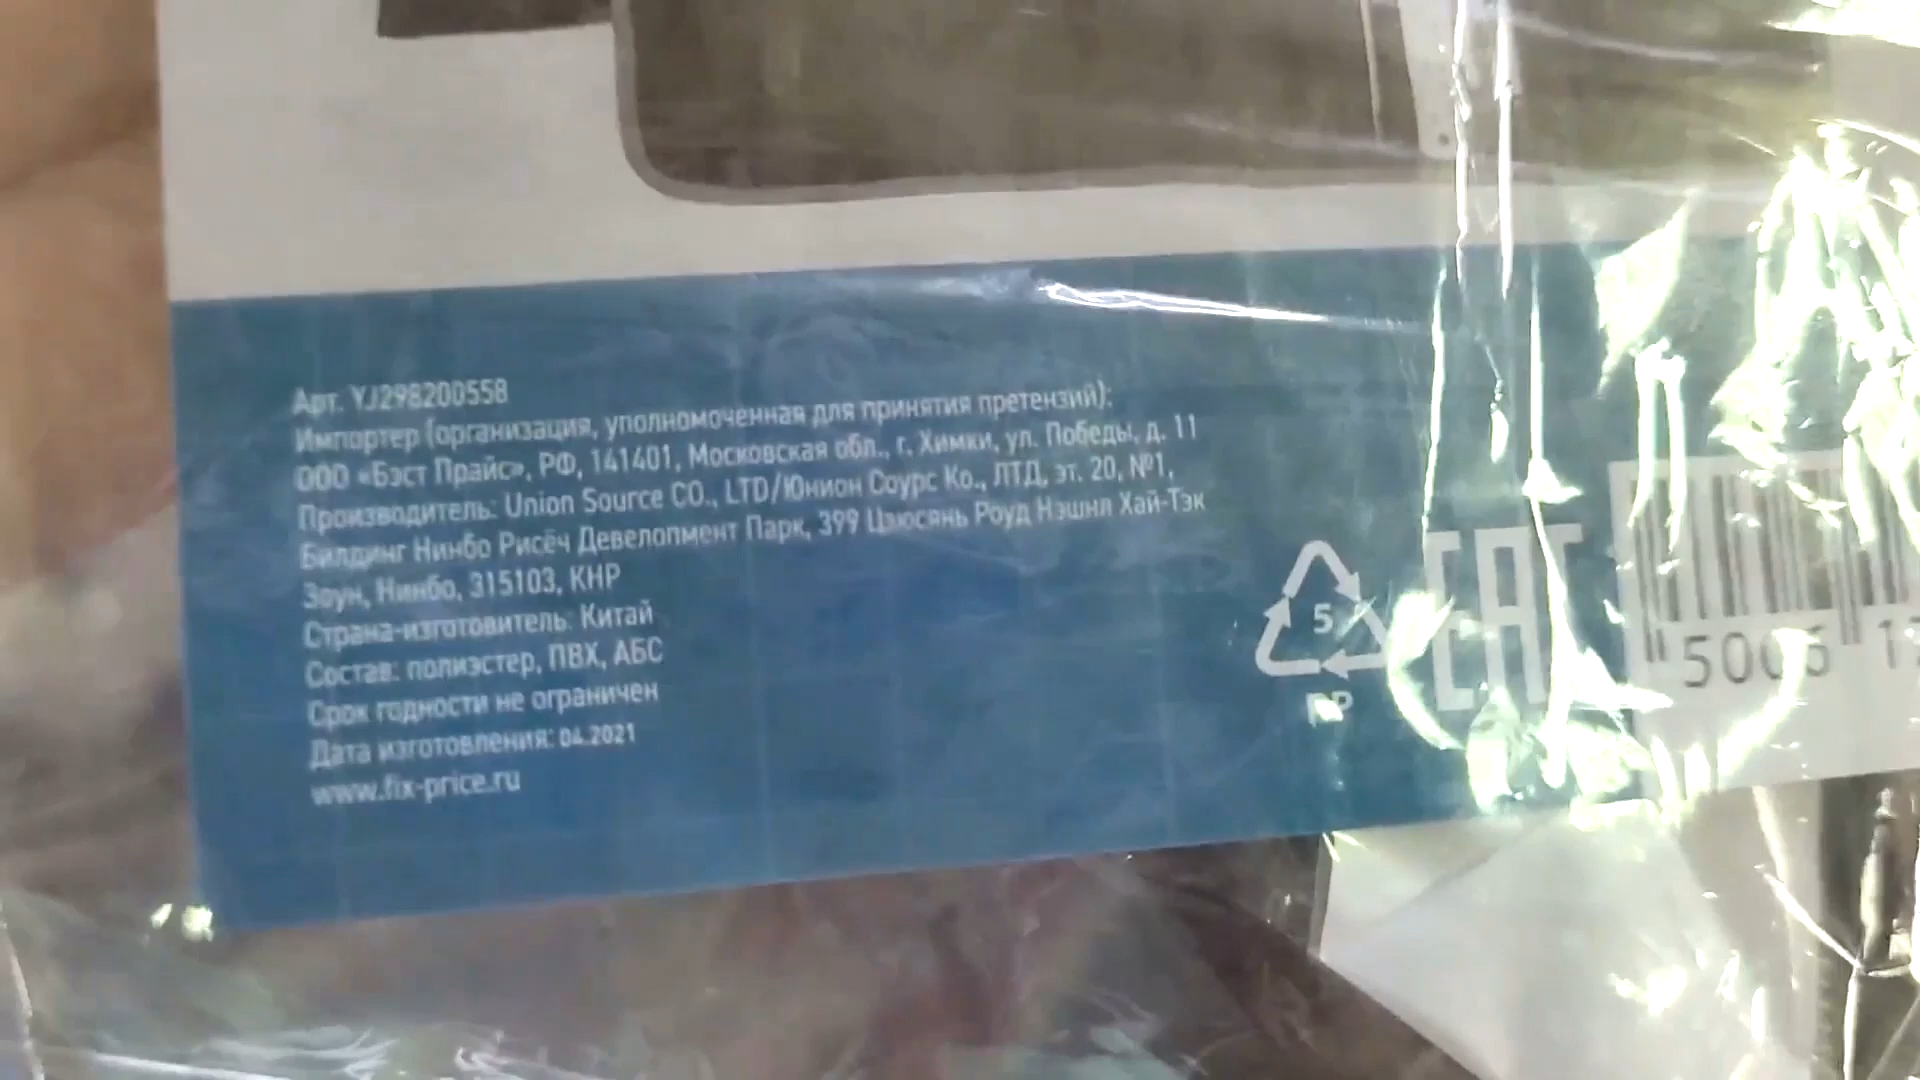 Арт. YJ298200558
Импортер (организация, уполномоченная для принятия претензий):
ООО «Бэст Прайс», РФ, 141401, Московская обл., г. Химки, ул. Победы, д. 11
Производитель: Union Source CO., LTD/Юнион Соурс Ко., ЛТД, эт. 20, №1,
Билдинг Нинбо Рисёч Девелопмент Парк, 399 Цзюсянь Роуд Нэшнл Хай-Тэк
Зоун, Нинбо, 315103, КНР
Страна-изготовитель: Китай
Состав: полиэстер, ПВХ, АБС
Срок годности не ограничен
Дата изготовления: 04.2021
www.fix-price.ru
5
PP
EAC